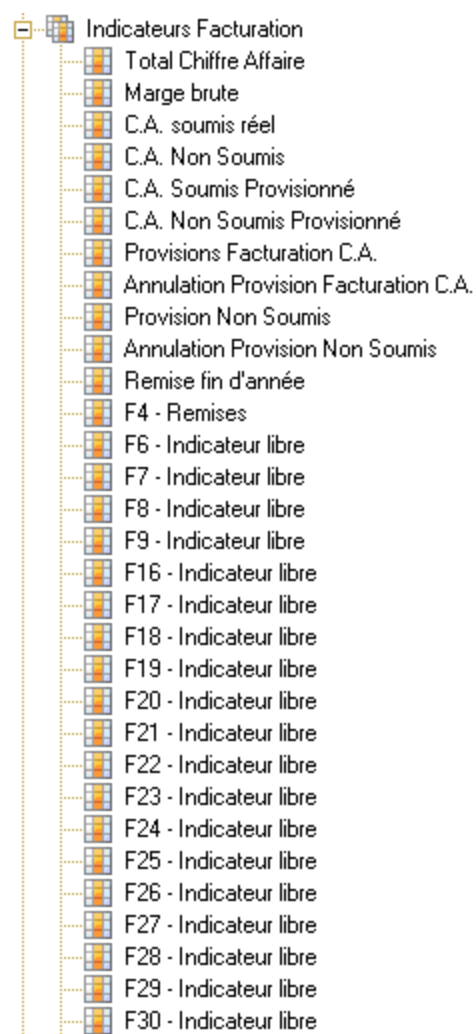 Indicateurs Facturation
Total Chiffre Affaire
Marge brute
C.A. soumis réel
C.A. Non Soumis
C.A. Soumis Provisionné
C.A. Non Soumis Provisionné
Provisions Facturation C.A.
Annulation Provision Facturation C.A.
Provision Non Soumis
Annulation Provision Non Soumis
Remise fin d'année
F4 - Remises
F6 - Indicateur libre
F7 - Indicateur libre
F8 - Indicateur libre
F9 - Indicateur libre
F16 - Indicateur libre
F17 - Indicateur libre
F18 - Indicateur libre
F19 - Indicateur libre
F20 - Indicateur libre
F21 - Indicateur libre
F22 - Indicateur libre
F23 - Indicateur libre
F24 - Indicateur libre
F25 - Indicateur libre
F26 - Indicateur libre
F27 - Indicateur libre
F28 - Indicateur libre
F29 - Indicateur libre
F30 - Indicateur libre